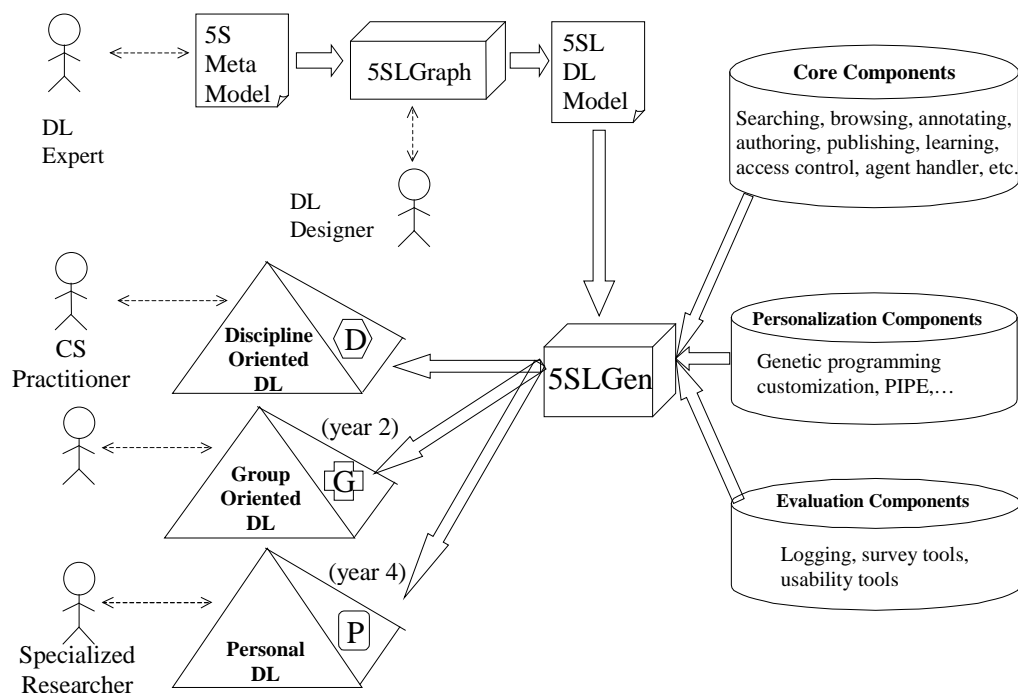 5S
Meta
Model
5SLGraph
5SL
DL
Model
DL
Expert
DL
Designer
Core Components
Searching, browsing, annotating,
authoring, publishing, learning,
access control, agent handler, etc.
Personalization Components
Genetic programming
customization, PIPE,…
Evaluation Components
Logging, survey tools,
usability tools
5SLGen
CS
Practitioner
Discipline
Oriented
DL
D
(year 2)
Group
Oriented
DL
G
(year 4)
Personal
DL
P
Specialized
Researcher